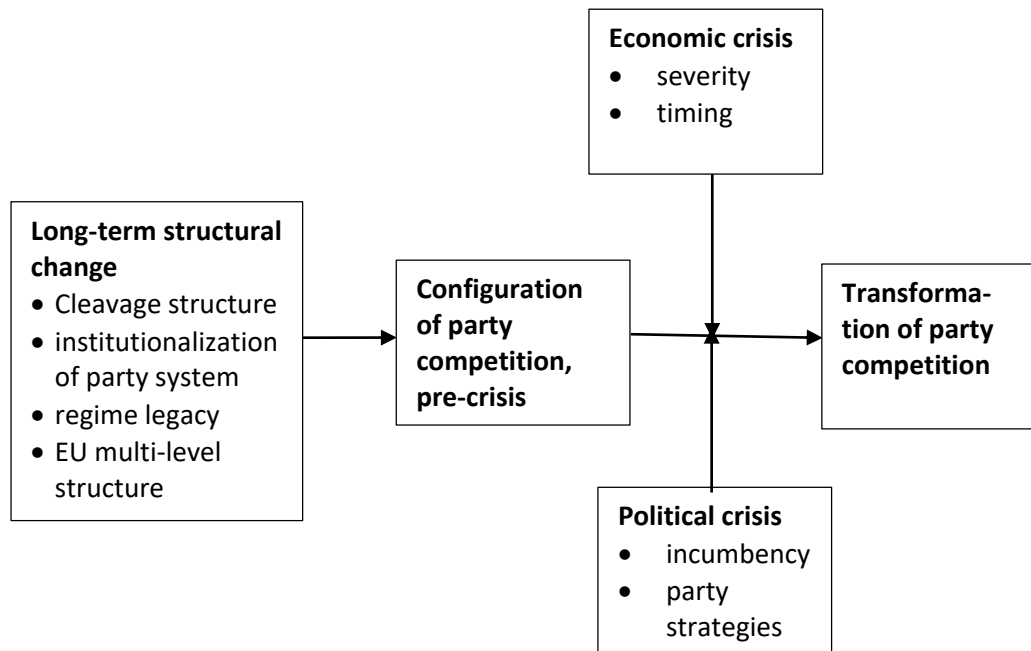 Economic crisis
• severity
• timing
Long-term structural
change
• Cleavage structure
• institutionalization
of party system
• regime legacy
• EU multi-level
structure
Configuration
of party
competition,
pre-crisis
Transforma-
tion of party
competition
Political crisis
• incumbency
• party
strategies